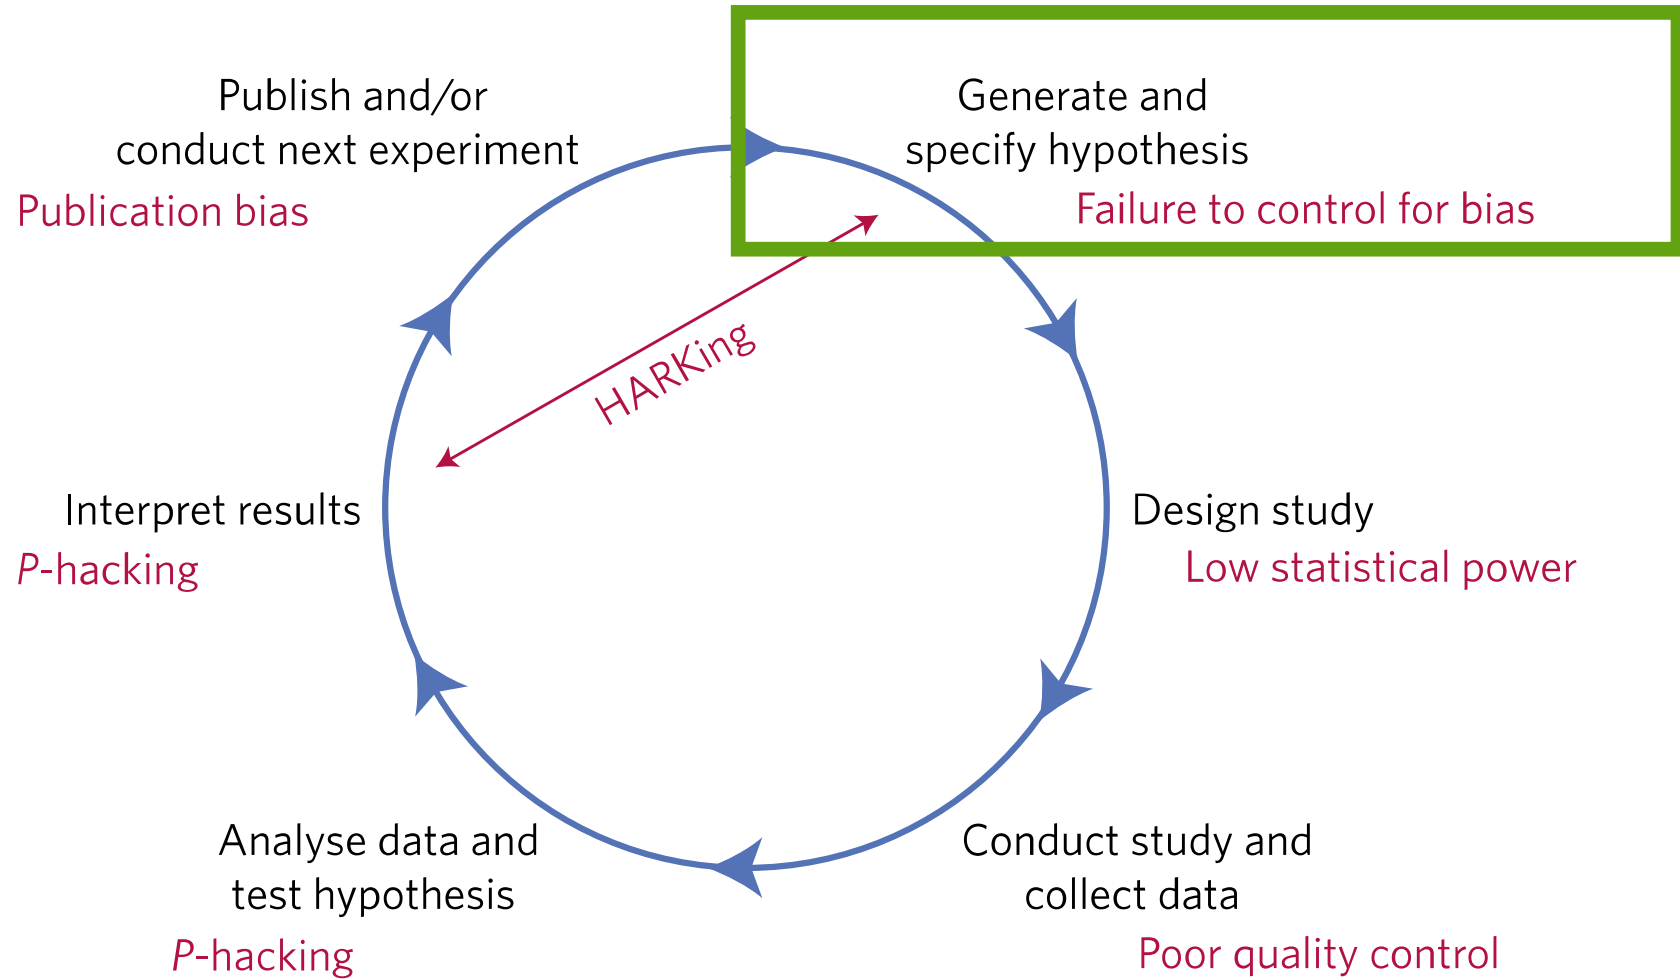 Publish and/or
conduct next experiment
Publication bias
Generate and
specify hypothesis
Failure to control for bias
HARKing
Interpret results
P-hacking
Design study
Low statistical power
Analyse data and
test hypothesis
P-hacking
Conduct study and
collect data
Poor quality control